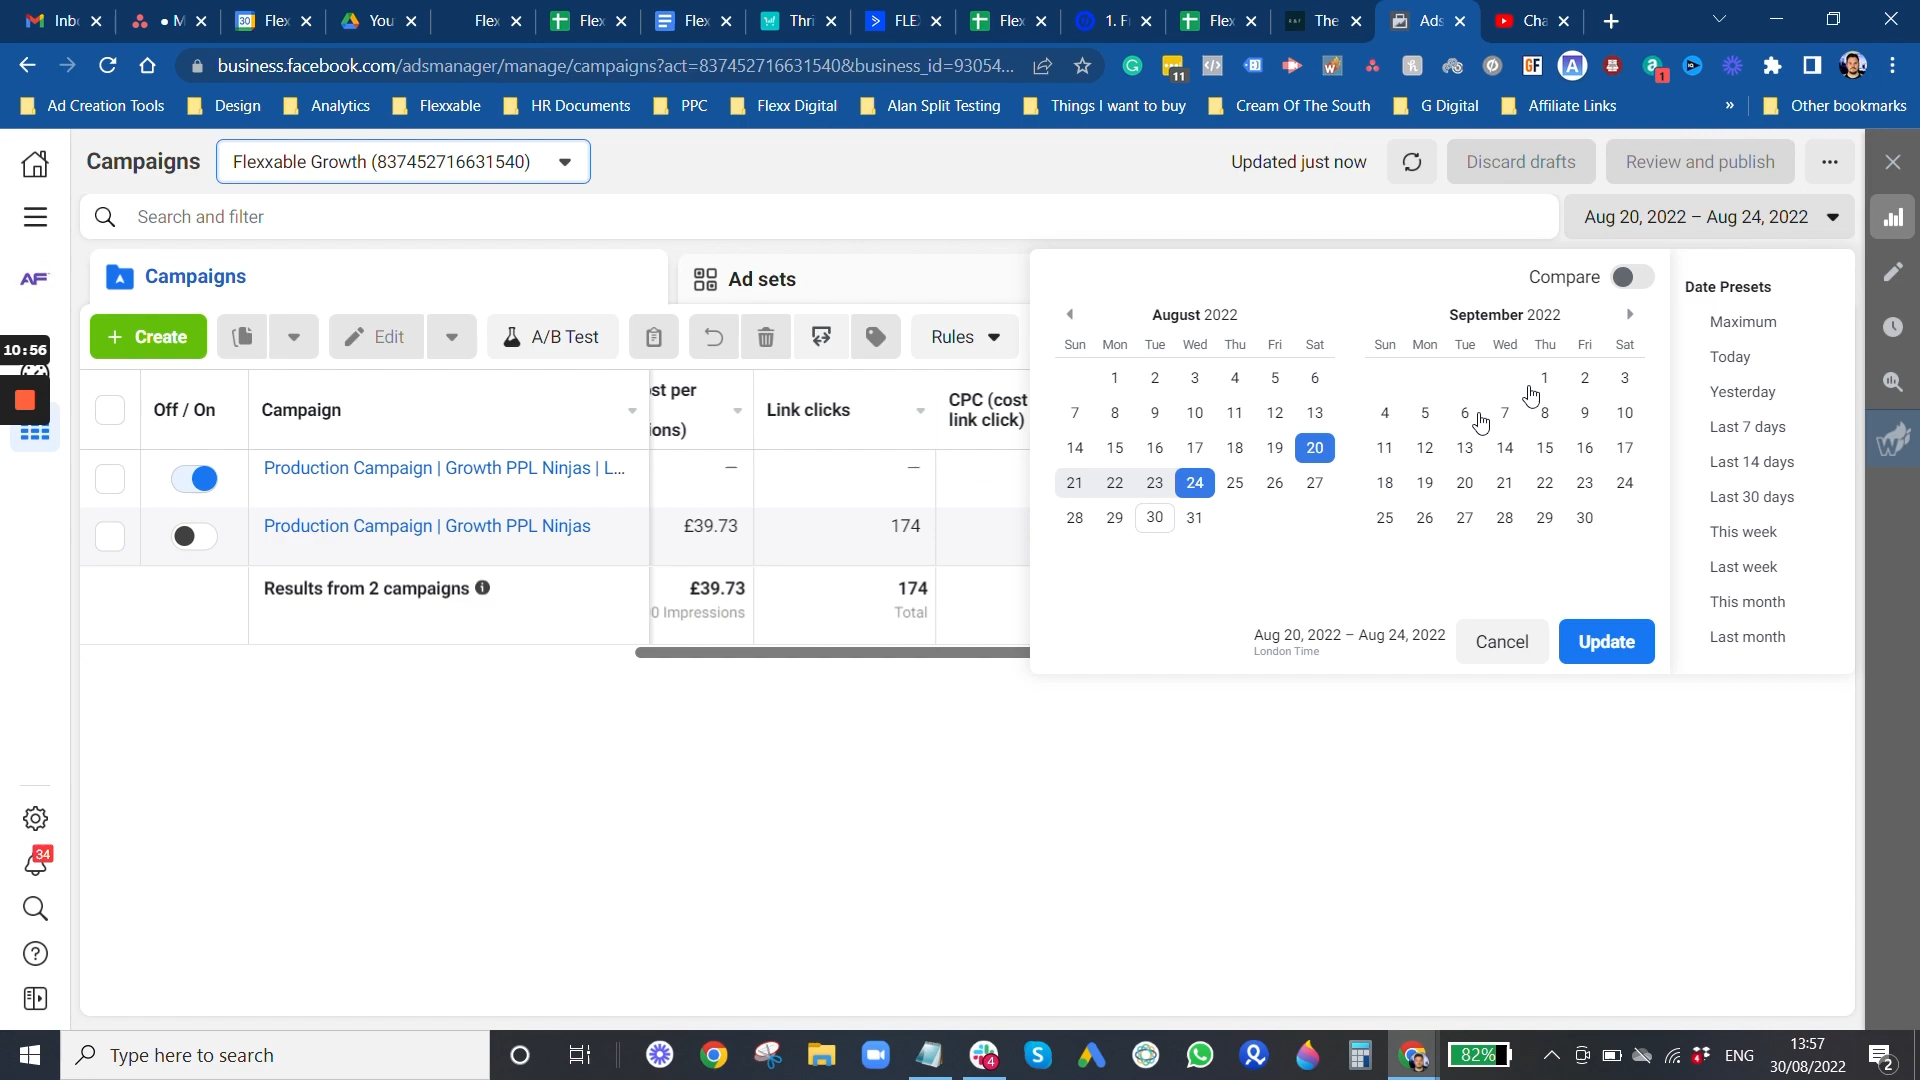 Inb
M
Flex
You
Flex
Flex
Flex
Thri
FLE
Flex
1. F
Flex
The
Ads
Cha
business.facebook.com/adsmanager/manage/campaigns?act=837452716631540&business_id=93054...
11
1
Ad Creation Tools
Design
Analytics
Flexxable
HR Documents
PPC
Flexx Digital
Alan Split Testing
Things I want to buy
Cream Of The South
G Digital
Affiliate Links
»
Other bookmarks
Campaigns
Flexxable Growth (837452716631540)
Updated just now
Discard drafts
Review and publish
Search and filter
Aug 20, 2022 – Aug 24, 2022
AF
Campaigns
Ad sets
Compare
Date Presets
August 2022
September 2022
Sun Mon Tue Wed Thu Fri Sat
Sun Mon Tue Wed Thu Fri Sat
1 2 3 4 5 6
1 2 3
7 8 9 10 11 12 13
4 5 6 7 8 9 10
14 15 16 17 18 19 20
11 12 13 14 15 16 17
21 22 23 24 25 26 27
18 19 20 21 22 23 24
28 29 30 31
25 26 27 28 29 30
Maximum
Today
Yesterday
Last 7 days
Last 14 days
Last 30 days
This week
Last week
This month
Last month
Aug 20, 2022 – Aug 24, 2022
London Time
Cancel
Update
+ Create
Edit
A/B Test
Rules
10:56
Off / On
Campaign
st per
ions)
Link clicks
CPC (cost
link click)
Production Campaign | Growth PPL Ninjas | L...
—
—
Production Campaign | Growth PPL Ninjas
£39.73
174
Results from 2 campaigns
£39.73
174
0 Impressions
Total
34
Type here to search
4
82%
ENG
13:57
30/08/2022
2